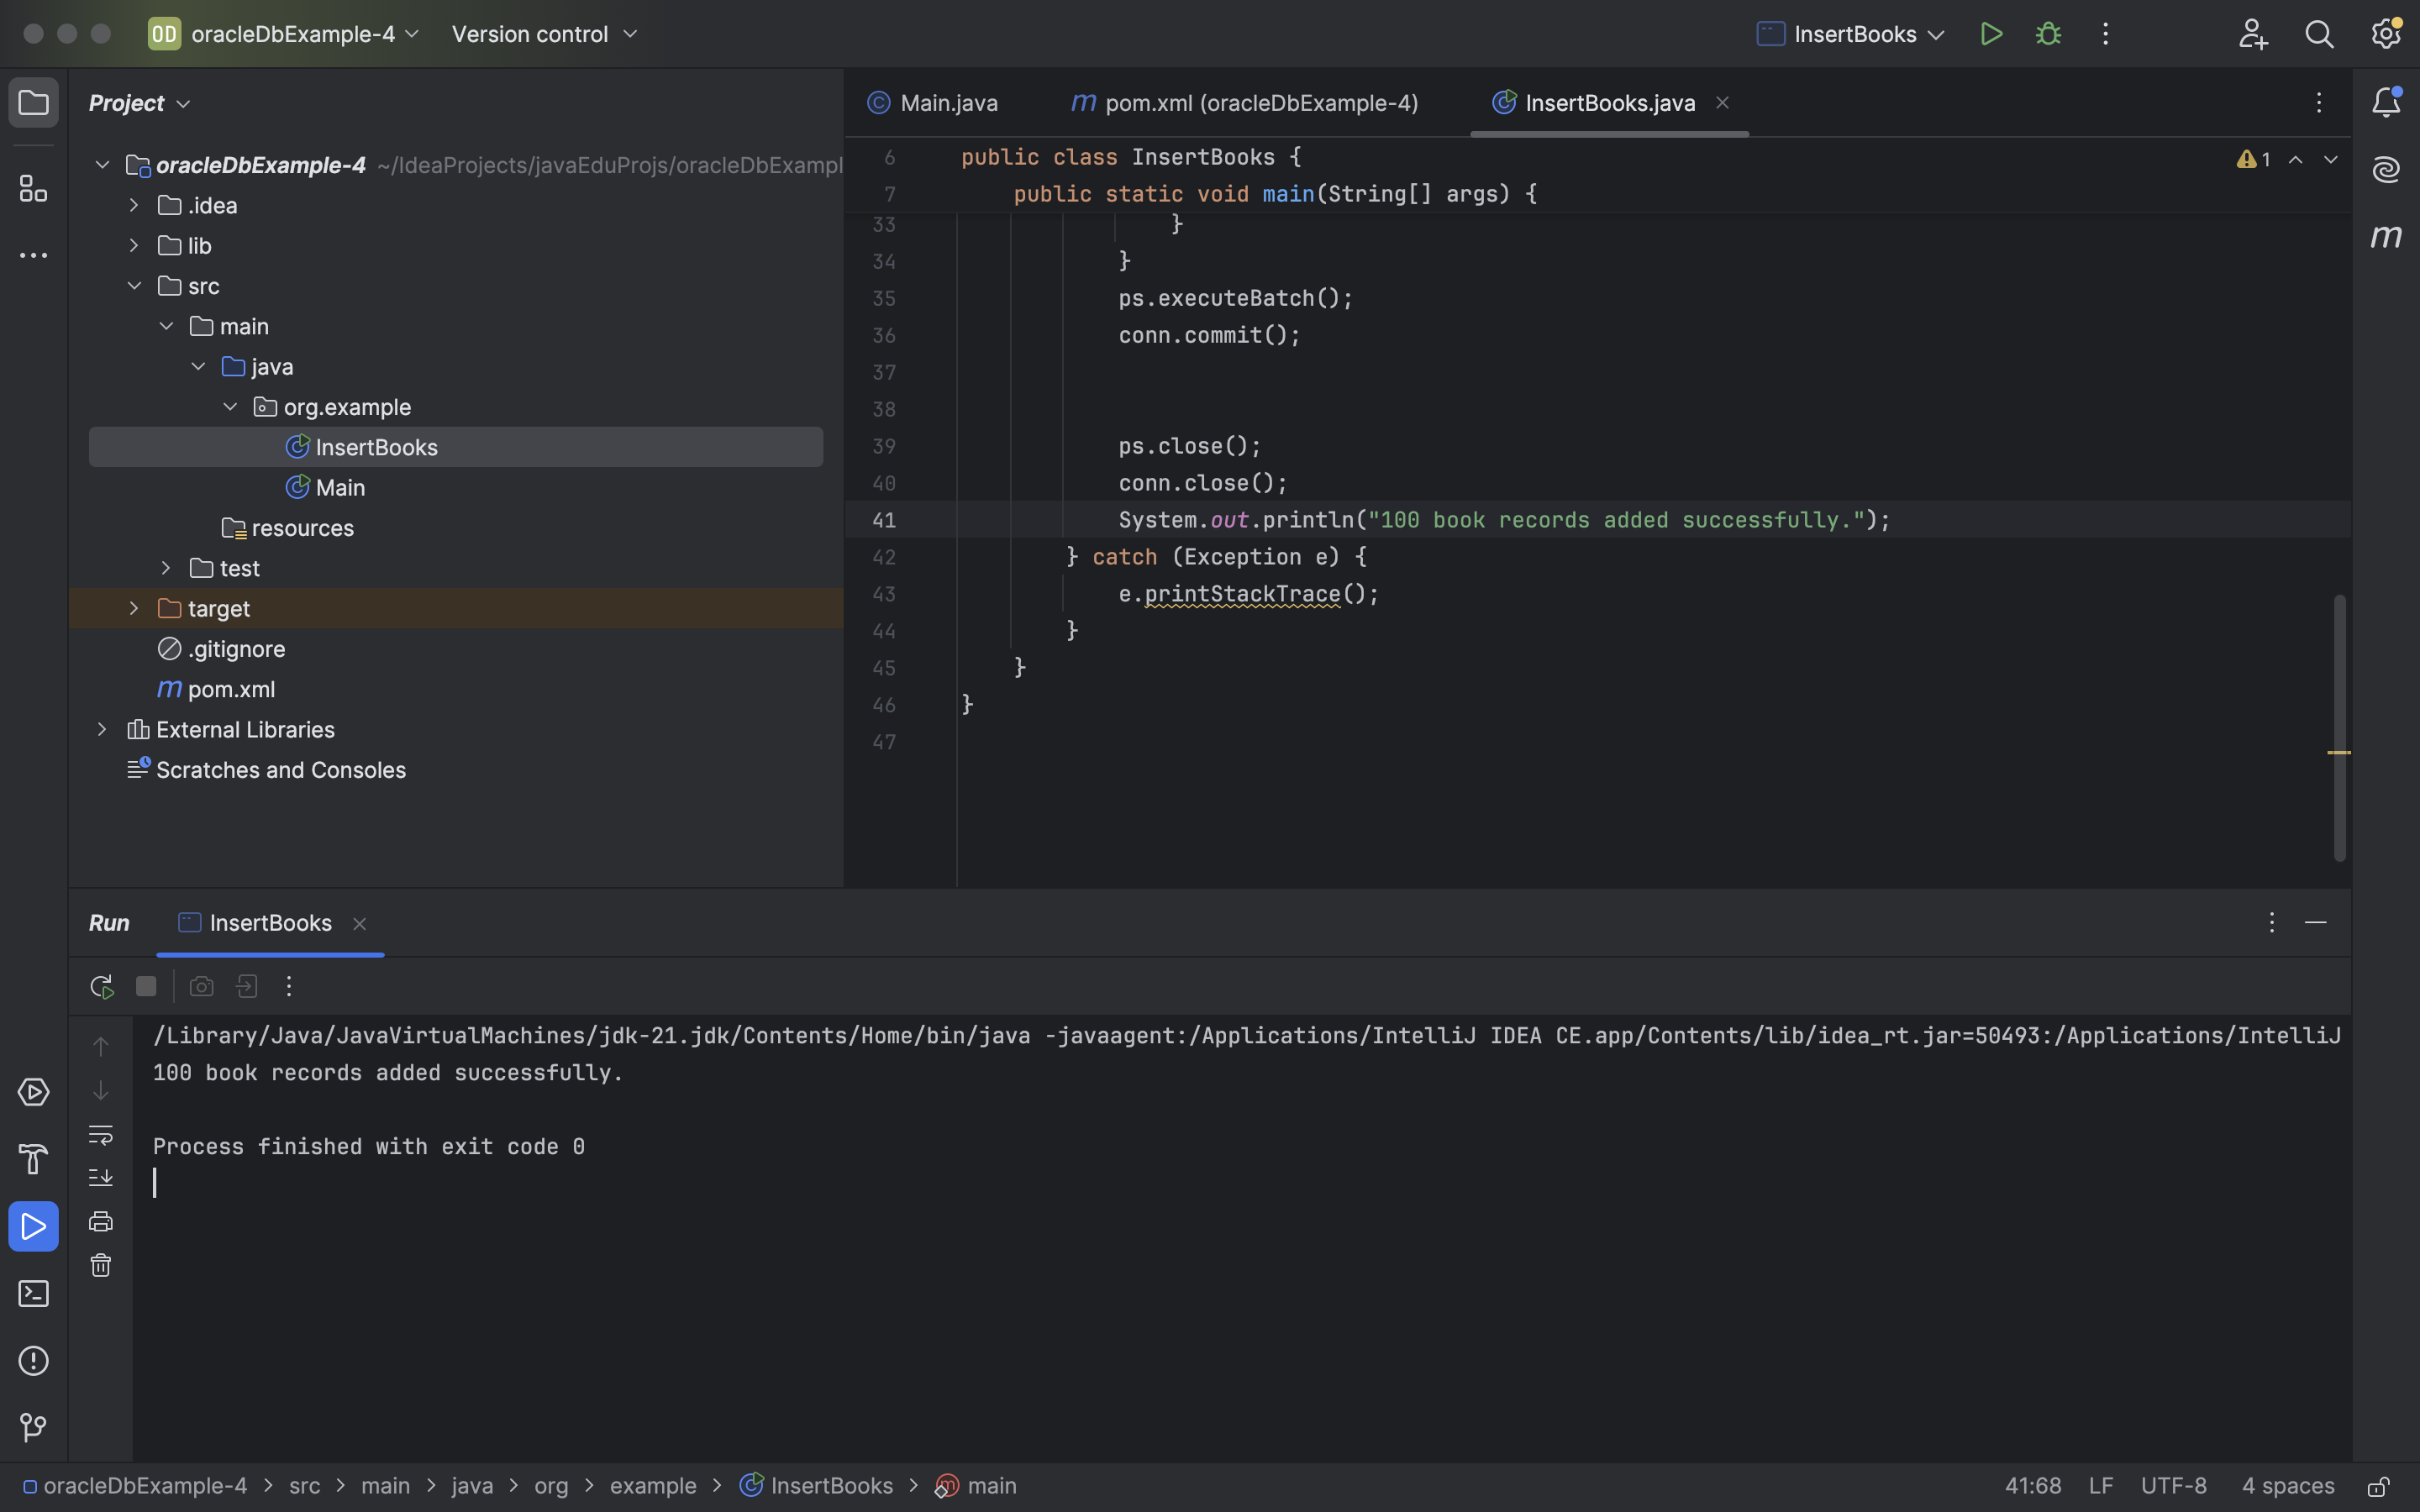 OD oracleDbExample-4 Version control InsertBooks
Project
Main.java m pom.xml (oracleDbExample-4) InsertBooks.java
oracleDbExample-4 ~/IdeaProjects/javaEduProjs/oracleDbExampl
.idea
lib
src
main
java
org.example
InsertBooks
Main
resources
test
target
.gitignore
m pom.xml
External Libraries
Scratches and Consoles
6 public class InsertBooks {
7 public static void main(String[] args) {
33 }
34 }
35 ps.executeBatch();
36 conn.commit();
37
38
39 ps.close();
40 conn.close();
41 System.out.println("100 book records added successfully.");
42 } catch (Exception e) {
43 e.printStackTrace();
44 }
45 }
46 }
47
1
m
Run InsertBooks
/Library/Java/JavaVirtualMachines/jdk-21.jdk/Contents/Home/bin/java -javaagent:/Applications/IntelliJ IDEA CE.app/Contents/lib/idea_rt.jar=50493:/Applications/IntelliJ
100 book records added successfully.
Process finished with exit code 0
oracleDbExample-4 > src > main > java > org > example > InsertBooks > main 41:68 LF UTF-8 4 spaces